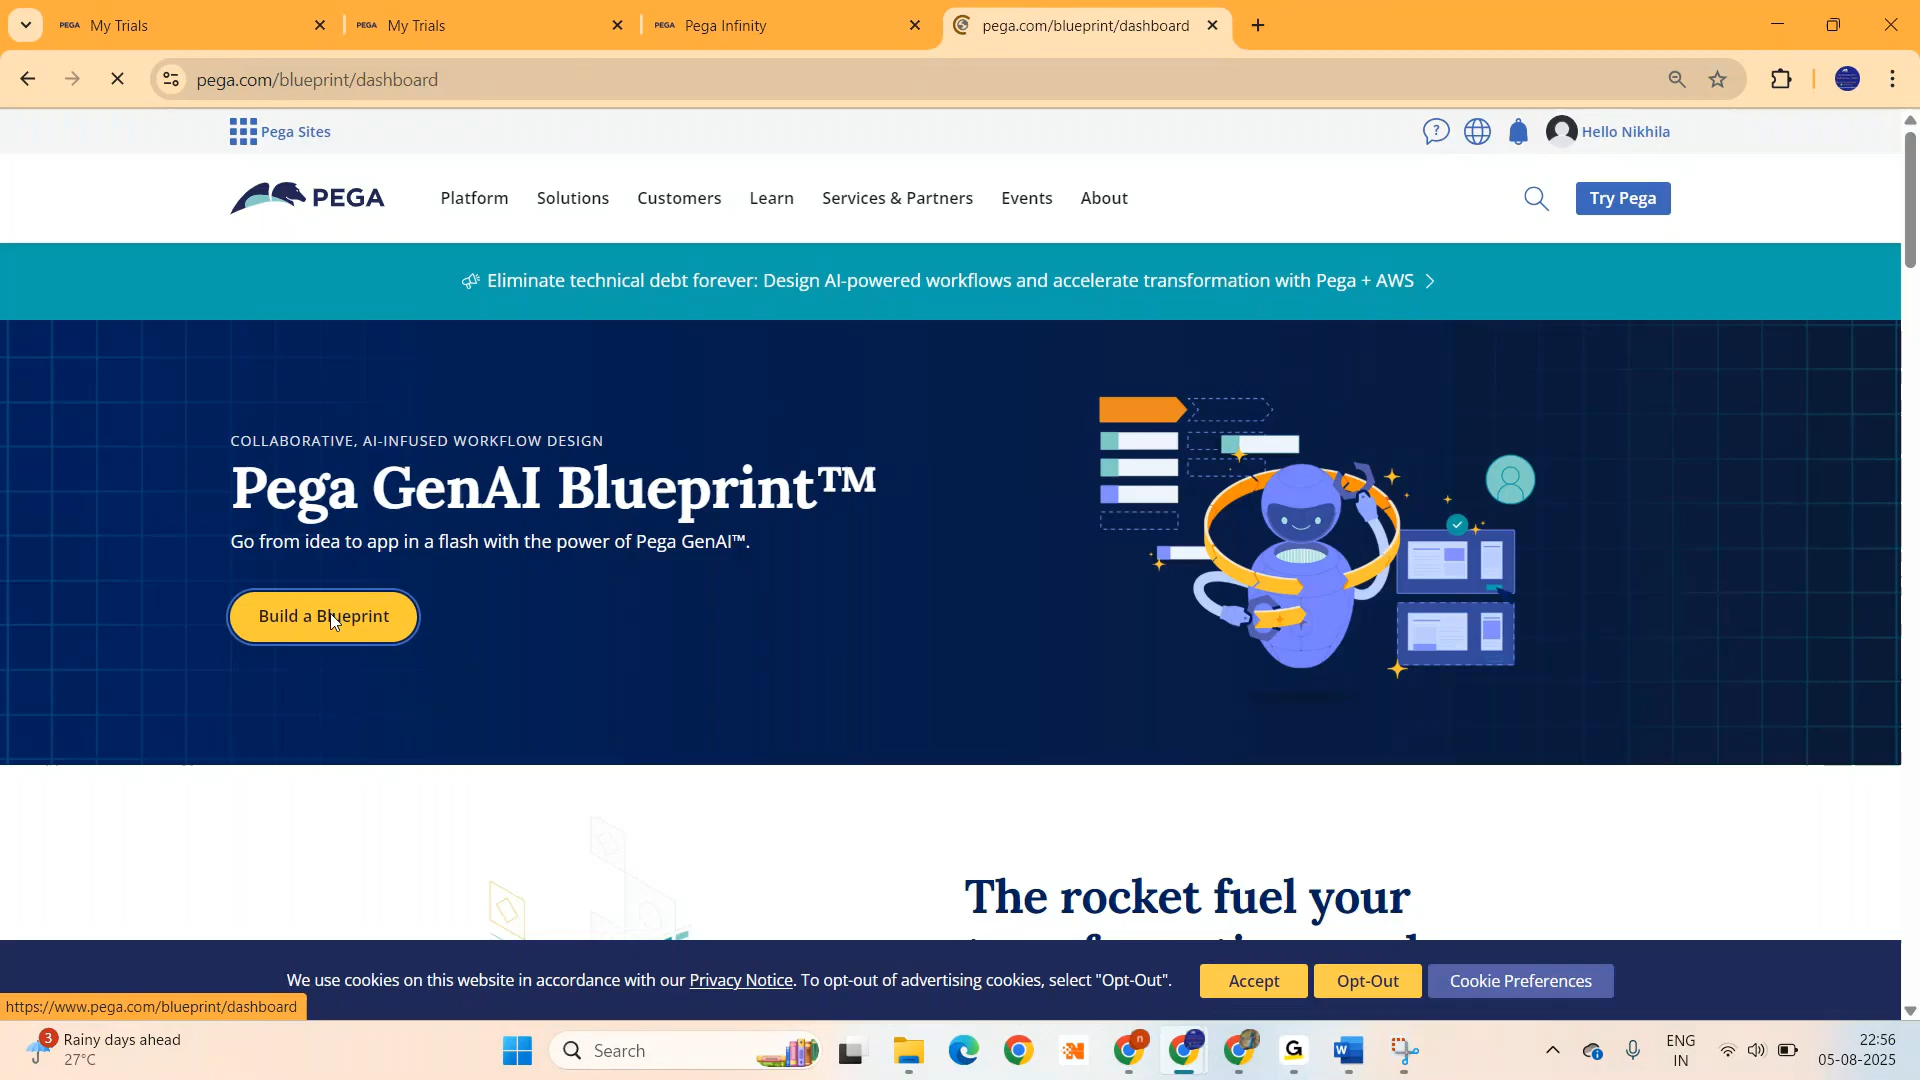 PEGA My Trials
PEGA My Trials
PEGA Pega Infinity
pega.com/blueprint/dashboard
pega.com/blueprint/dashboard
Pega Sites
Hello Nikhila
PEGA
Platform
Solutions
Customers
Learn
Services & Partners
Events
About
Try Pega
Eliminate technical debt forever: Design AI-powered workflows and accelerate transformation with Pega + AWS
COLLABORATIVE, AI-INFUSED WORKFLOW DESIGN
Pega GenAI Blueprint™
Go from idea to app in a flash with the power of Pega GenAI™.
Build a Blueprint
The rocket fuel your
We use cookies on this website in accordance with our Privacy Notice. To opt-out of advertising cookies, select "Opt-Out".
Accept
Opt-Out
Cookie Preferences
https://www.pega.com/blueprint/dashboard
3
Rainy days ahead
27°C
Search
ENG
IN
22:56
05-08-2025